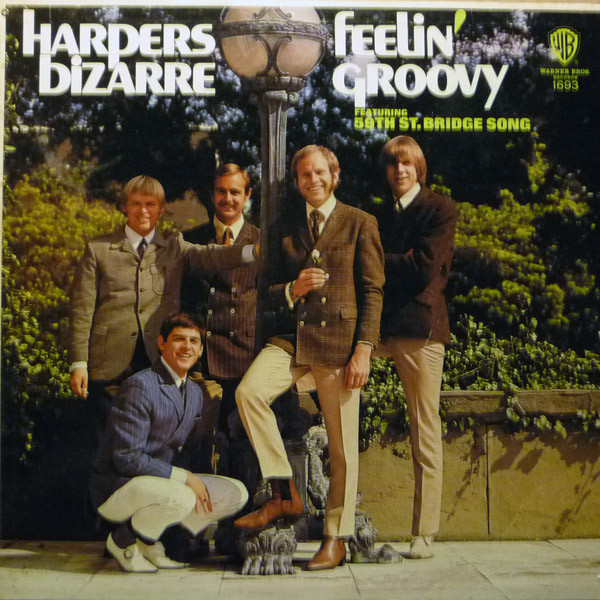 HARPERS
BIZARRE
FEELIN'
GROOVY
FEATURING
59TH ST. BRIDGE SONG
WB
WARNER BROS.
RECORDS
1693